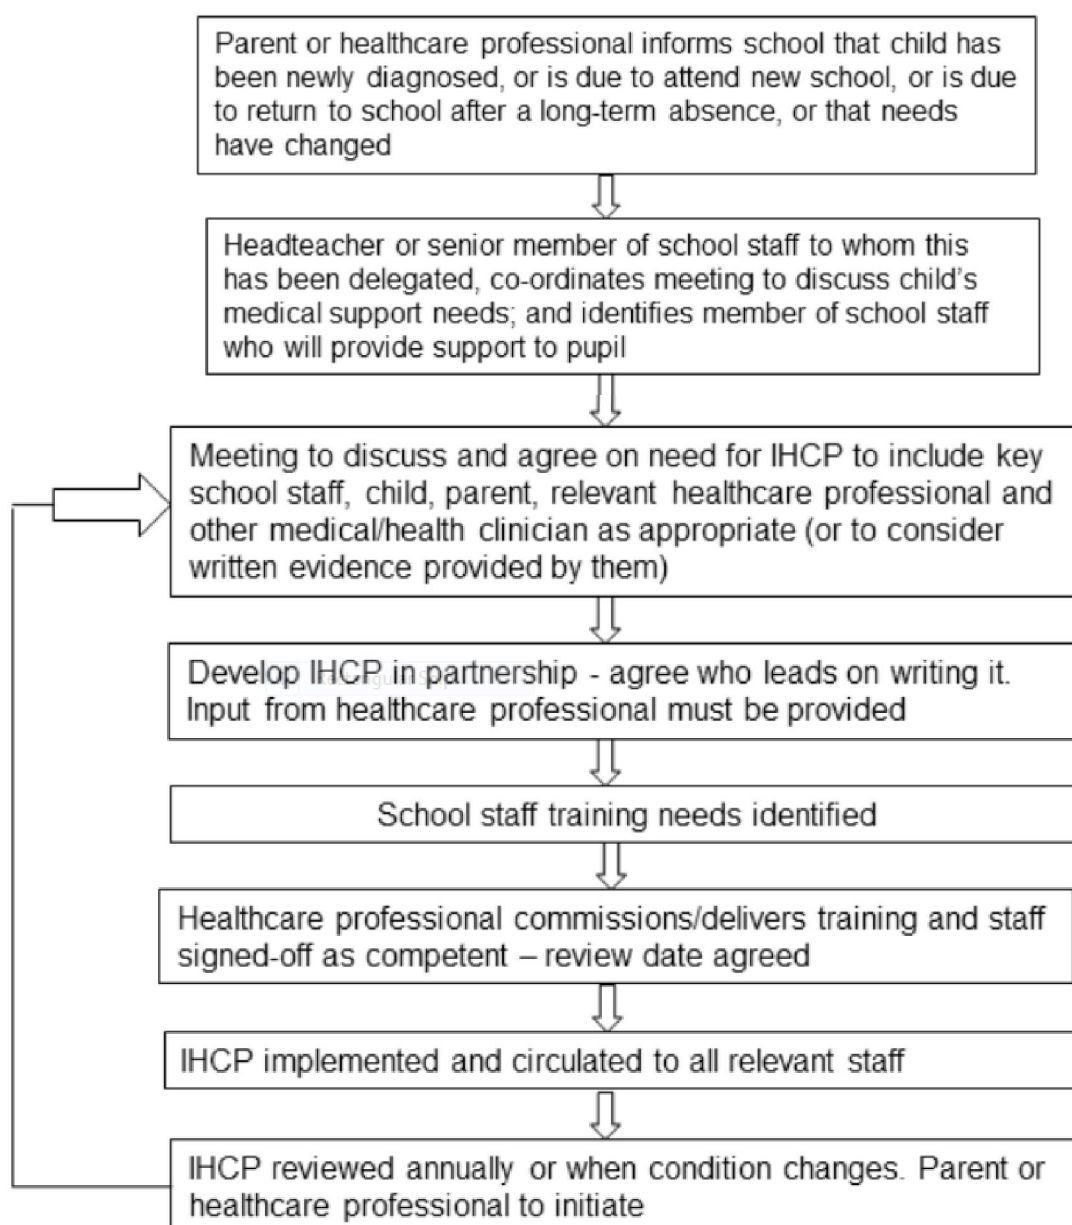 Parent or healthcare professional informs school that child has
been newly diagnosed, or is due to attend new school, or is due
to return to school after a long-term absence, or that needs
have changed
Headteacher or senior member of school staff to whom this
has been delegated, co-ordinates meeting to discuss child's
medical support needs; and identifies member of school staff
who will provide support to pupil
Meeting to discuss and agree on need for IHCP to include key
school staff, child, parent, relevant healthcare professional and
other medical/health clinician as appropriate (or to consider
written evidence provided by them)
Develop IHCP in partnership - agree who leads on writing it.
Input from healthcare professional must be provided
School staff training needs identified
Healthcare professional commissions/delivers training and staff
signed-off as competent – review date agreed
IHCP implemented and circulated to all relevant staff
IHCP reviewed annually or when condition changes. Parent or
healthcare professional to initiate